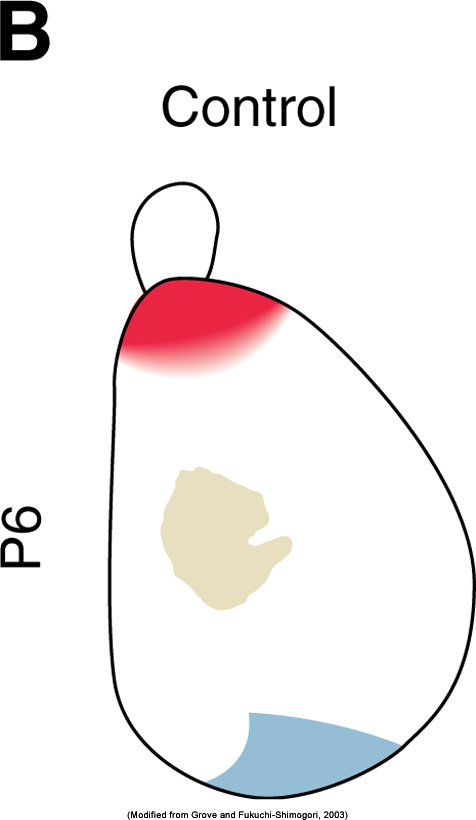 B
Control
P6
(Modified from Grove and Fukuchi-Shimogori, 2003)